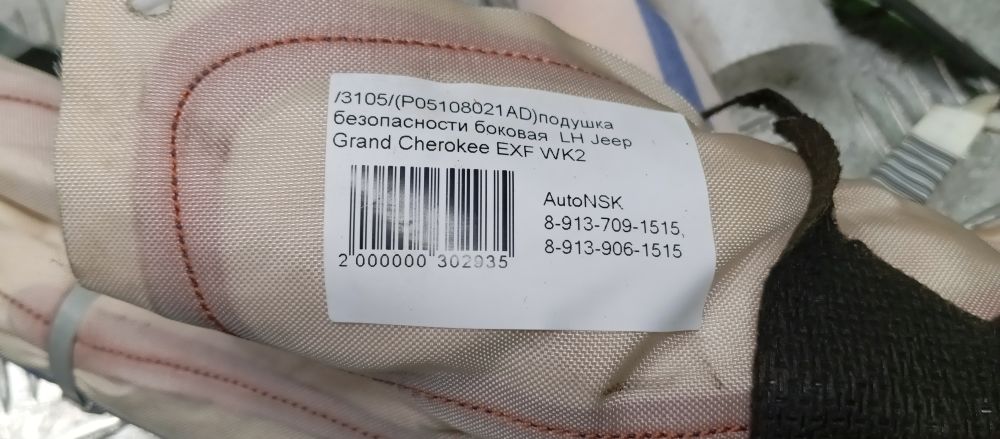 /3105/(P05108021AD)подушка
безопасности боковая LH Jeep
Grand Cherokee EXF WK2
AutoNSK
8-913-709-1515,
8-913-906-1515
2 000000 302935